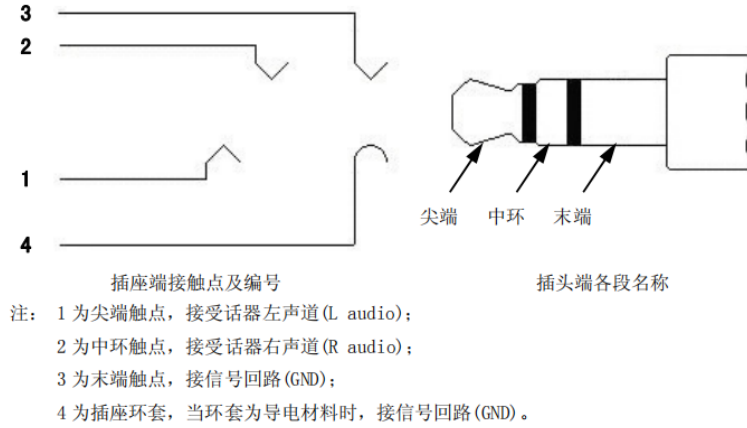 3
2
1
4
尖端 中环 末端
插座端接触点及编号 插头端各段名称
注: 1 为尖端触点，接受话器左声道(L audio);
2 为中环触点，接受话器右声道(R audio);
3 为末端触点，接信号回路(GND);
4 为插座环套，当环套为导电材料时，接信号回路(GND)。